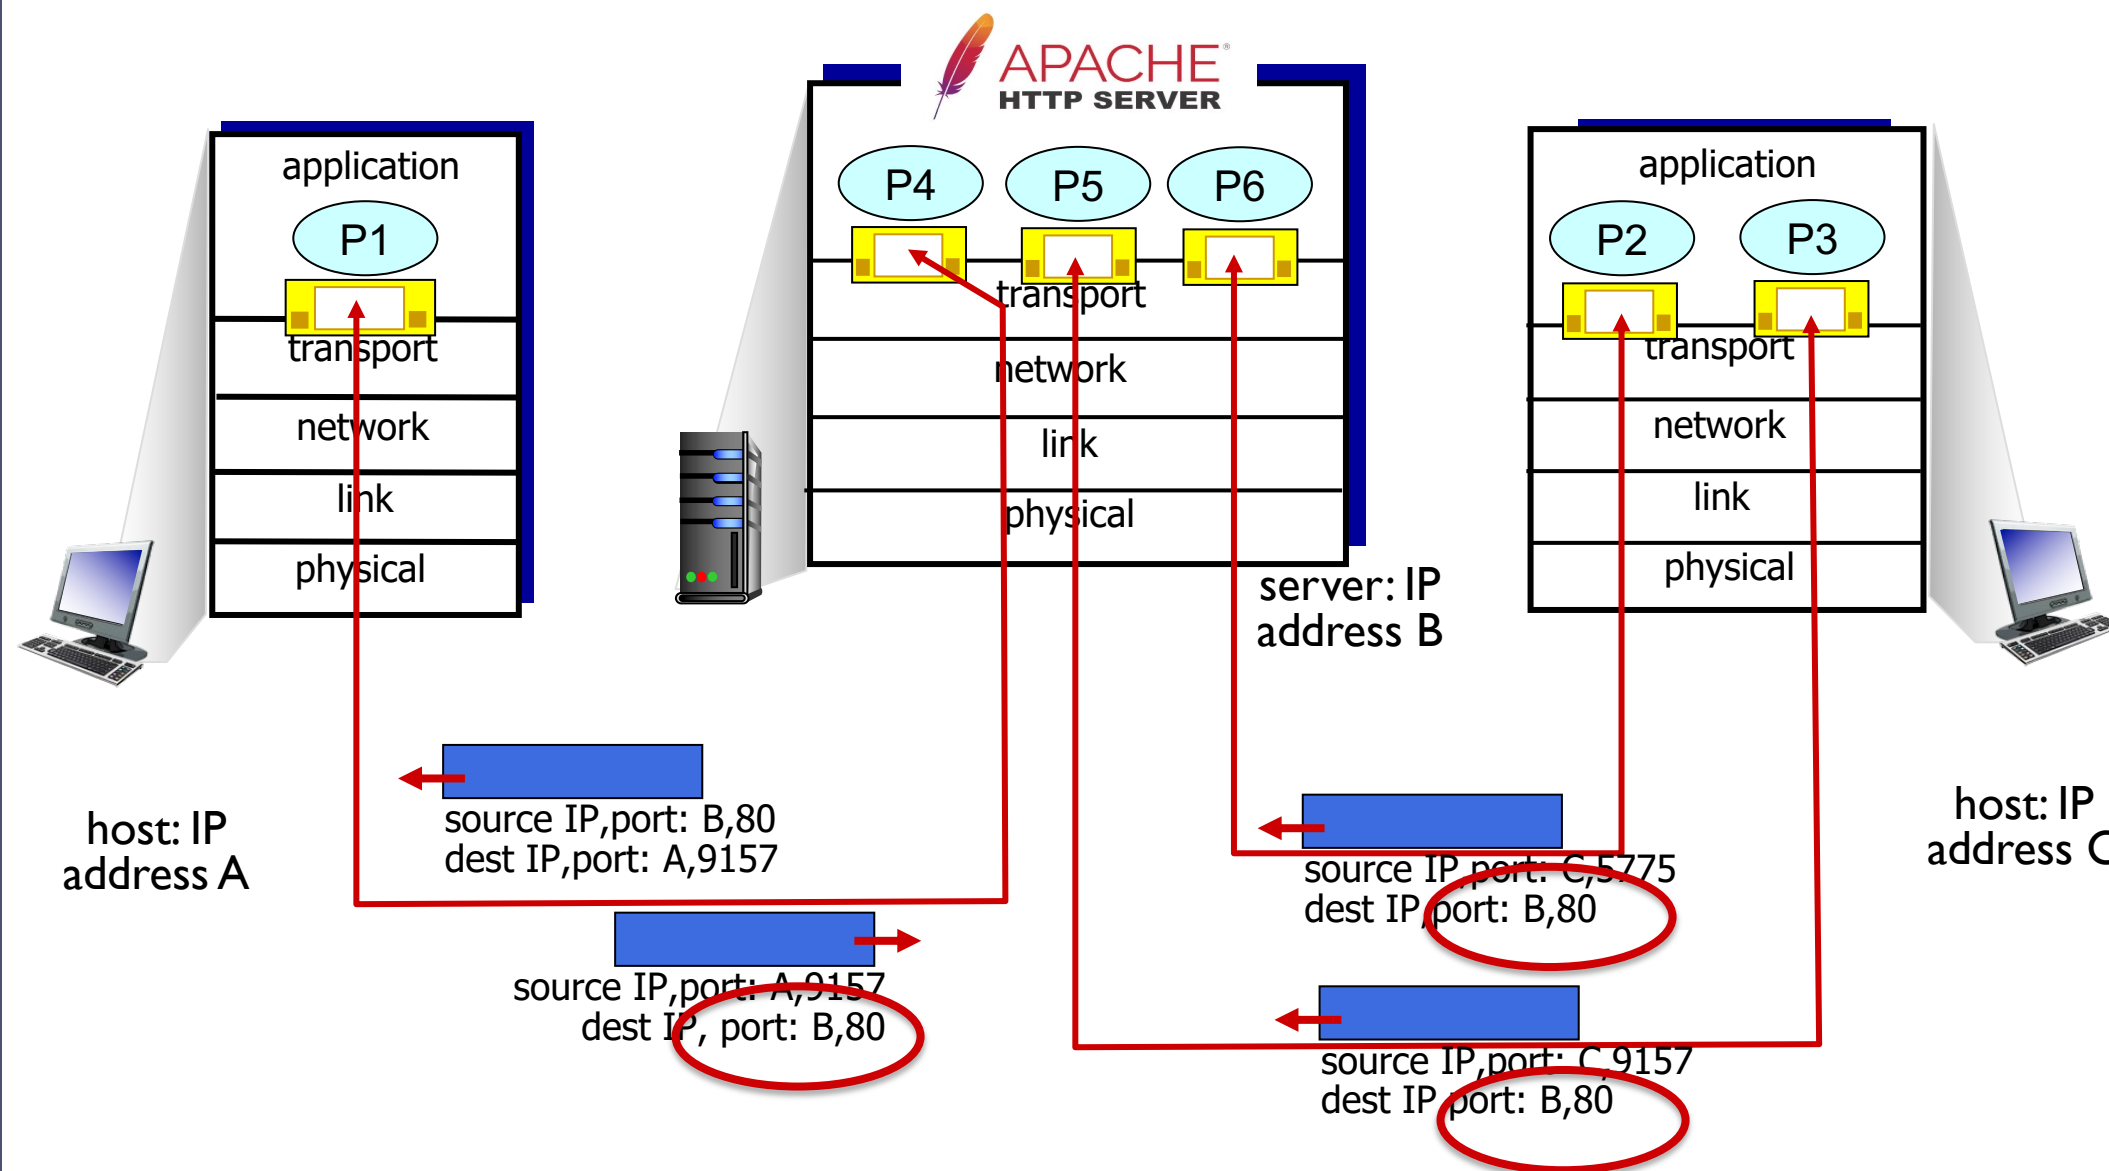 APACHE®
HTTP SERVER
application
P1
transport
network
link
physical
P4
P5
P6
transport
network
link
physical
application
P2
P3
transport
network
link
physical
server: IP
address B
host: IP
address A
source IP,port: B,80
dest IP,port: A,9157
source IP,port: A,9157
dest IP, port: B,80
source IP,port: C,5775
dest IP,port: B,80
source IP,port: C,9157
dest IP,port: B,80
host: IP
address C